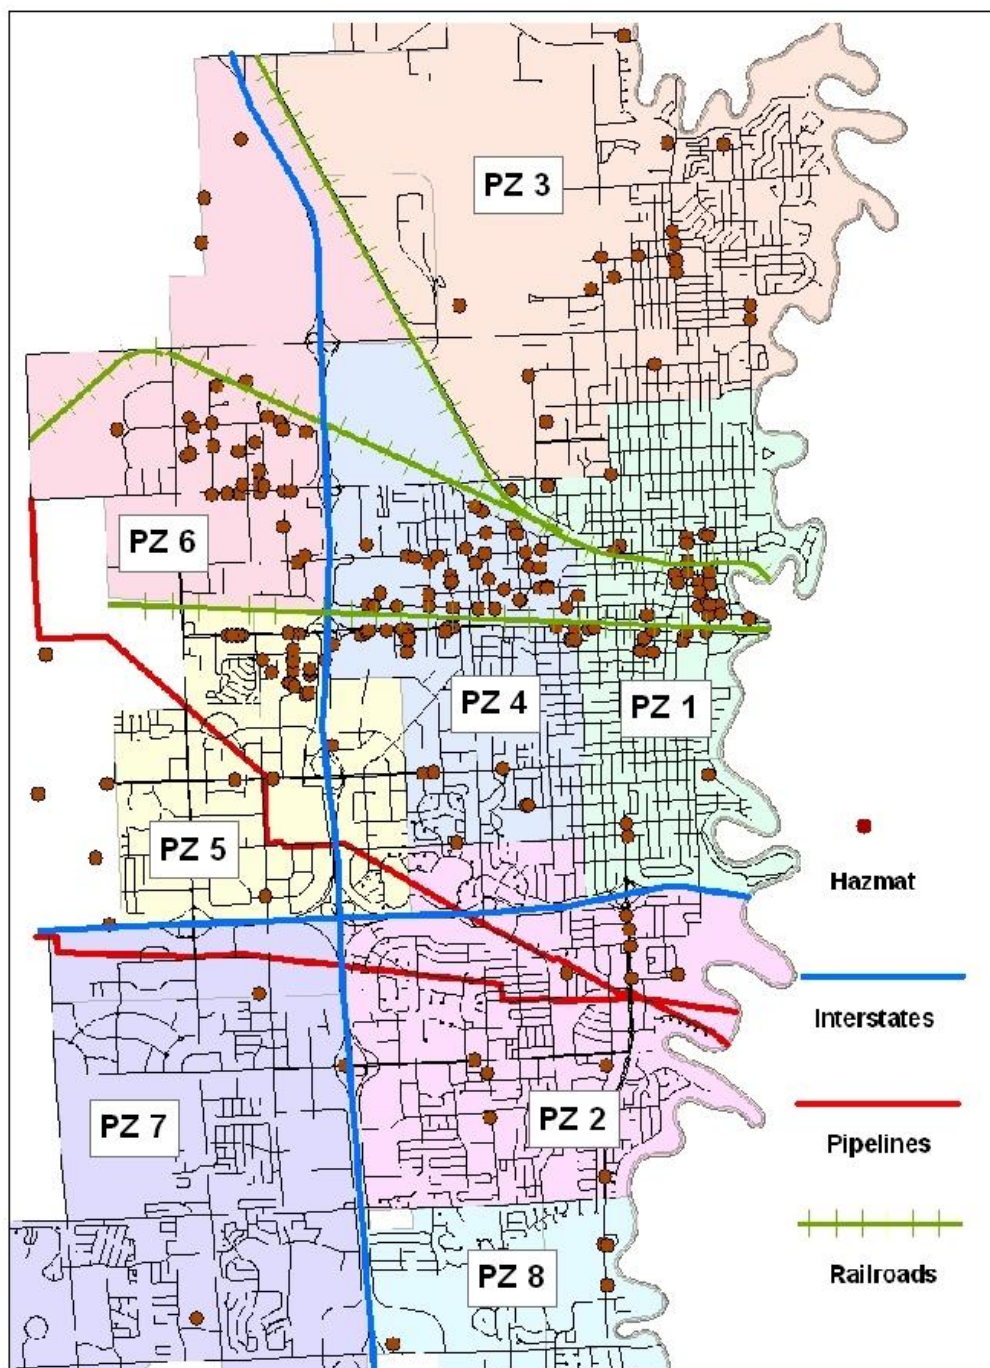 PZ 3
PZ 6
PZ 4
PZ 1
PZ 5
Hazmat
Interstates
Pipelines
PZ 7
PZ 2
Railroads
PZ 8